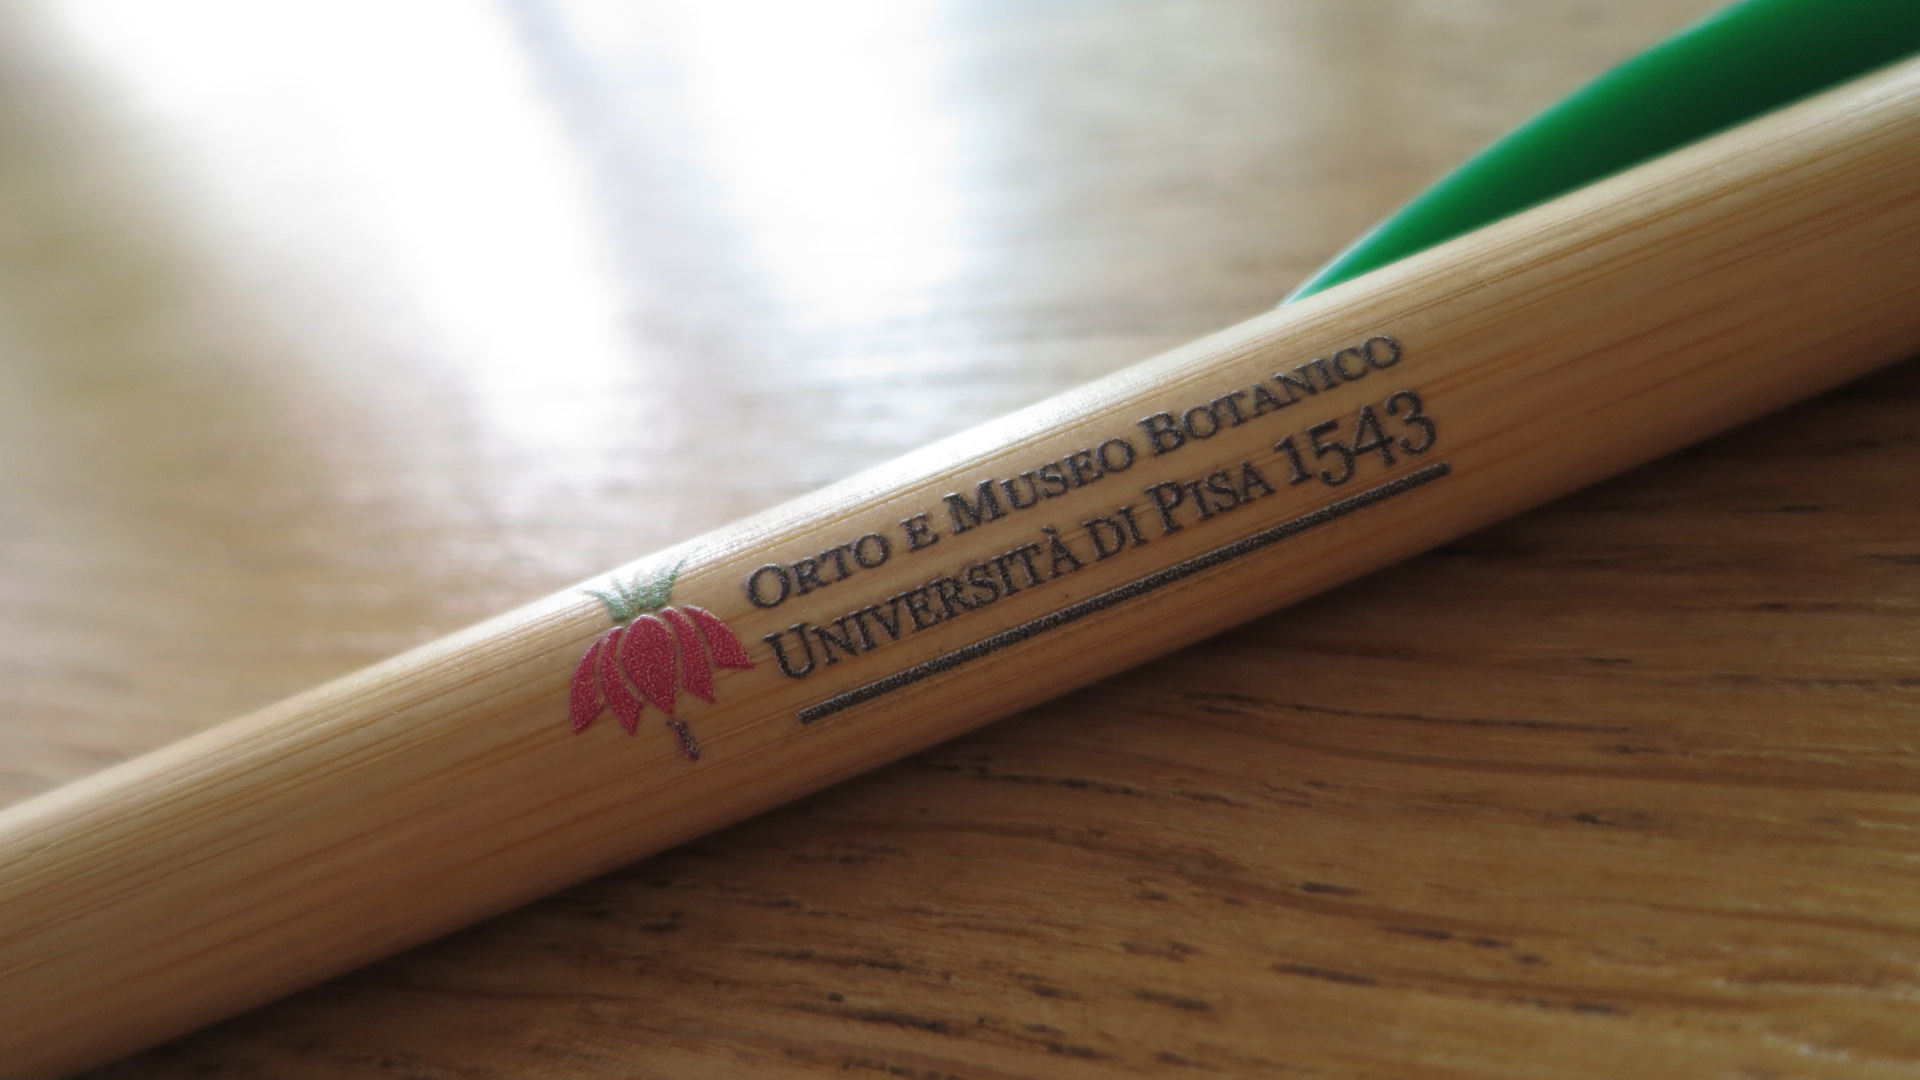 Orto e Museo Botanico
Università di Pisa 1543